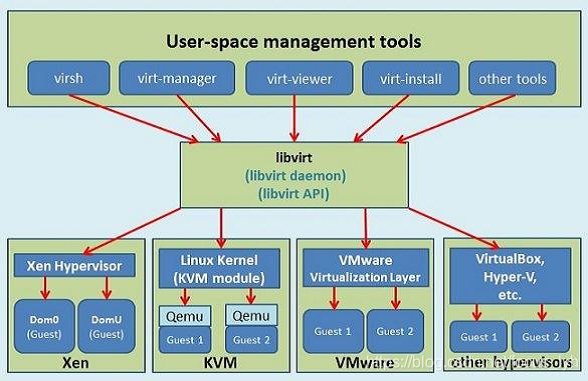 User-space management tools
virsh virt-manager virt-viewer virt-install other tools
libvirt
(libvirt daemon)
(libvirt API)
Xen Hypervisor
Dom0
(Guest)
DomU
(Guest)
Xen
Linux Kernel
(KVM module)
Qemu Qemu
Guest 1 Guest 2
KVM
VMware
Virtualization Layer
Guest 1 Guest 2
VMware
VirtualBox,
Hyper-V,
etc.
Guest 1 Guest 2
other hypervisors